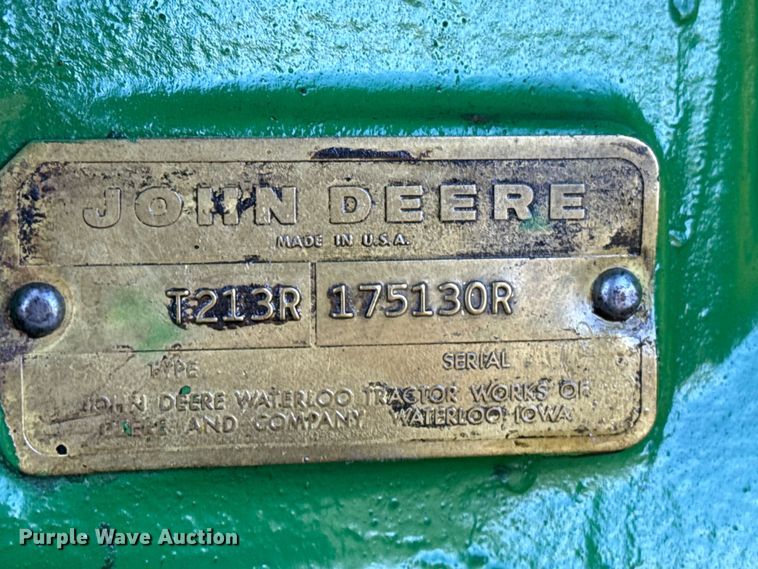 JOHN DEERE
MADE IN U.S.A.
T213R 175130R
TYPE SERIAL
JOHN DEERE WATERLOO TRACTOR WORKS OF
DEERE AND COMPANY WATERLOO, IOWA
Purple Wave Auction